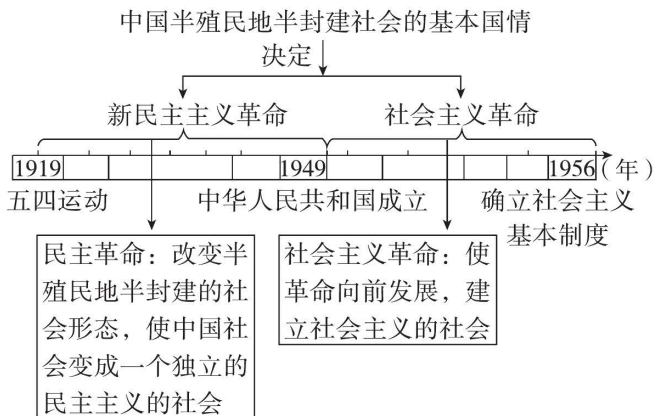 中国半殖民地半封建社会的基本国情
决定
新民主主义革命
社会主义革命
1919
1949
1956
(年)
五四运动
中华人民共和国成立
确立社会主义
基本制度
民主革命：改变半
殖民地半封建的社
会形态，使中国社
会变成一个独立的
民主主义的社会
社会主义革命：使
革命向前发展，建
立社会主义的社会